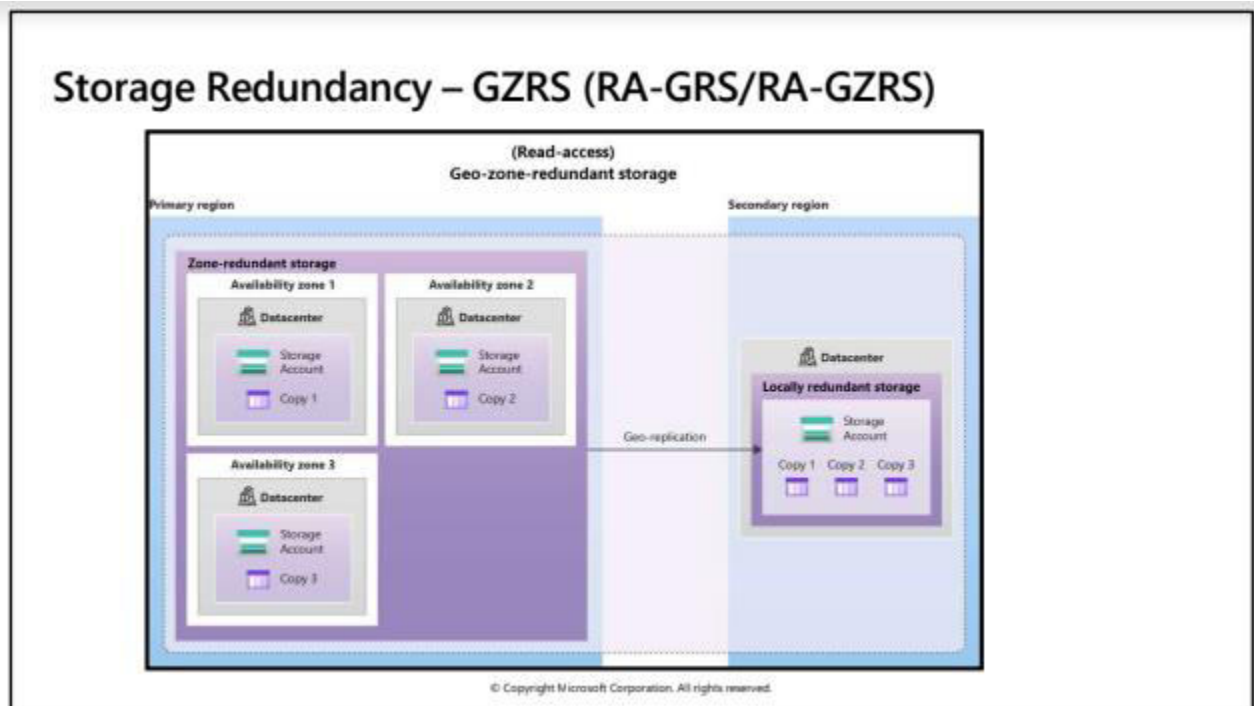 Storage Redundancy – GZRS (RA-GRS/RA-GZRS)
(Read-access)
Geo-zone-redundant storage
Primary region
Secondary region
Zone-redundant storage
Availability zone 1
Datacenter
Storage
Account
Copy 1
Availability zone 2
Datacenter
Storage
Account
Copy 2
Availability zone 3
Datacenter
Storage
Account
Copy 3
Geo-replication
Datacenter
Locally redundant storage
Storage
Account
Copy 1 Copy 2 Copy 3
© Copyright Microsoft Corporation. All rights reserved.